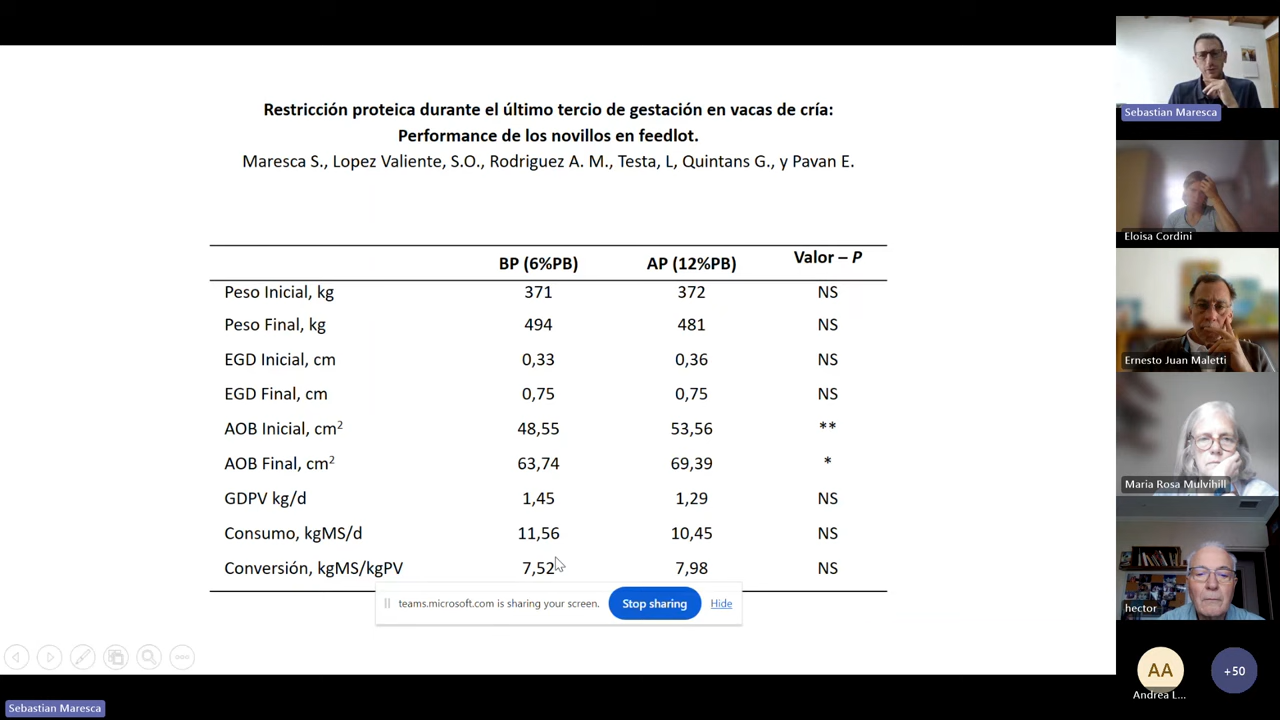 Restricción proteica durante el último tercio de gestación en vacas de cría:
Performance de los novillos en feedlot.
Maresca S., Lopez Valiente, S.O., Rodriguez A. M., Testa, L, Quintans G., y Pavan E.
BP (6%PB) AP (12%PB) Valor – P
Peso Inicial, kg 371 372 NS
Peso Final, kg 494 481 NS
EGD Inicial, cm 0,33 0,36 NS
EGD Final, cm 0,75 0,75 NS
AOB Inicial, cm² 48,55 53,56 **
AOB Final, cm² 63,74 69,39 *
GDPV kg/d 1,45 1,29 NS
Consumo, kgMS/d 11,56 10,45 NS
Conversión, kgMS/kgPV 7,52 7,98 NS
teams.microsoft.com is sharing your screen. Stop sharing Hide
Sebastian Maresca
Sebastian Maresca
Eloisa Cordini
Ernesto Juan Maletti
Maria Rosa Mulvihill
hector
AA
Andrea L...
+50